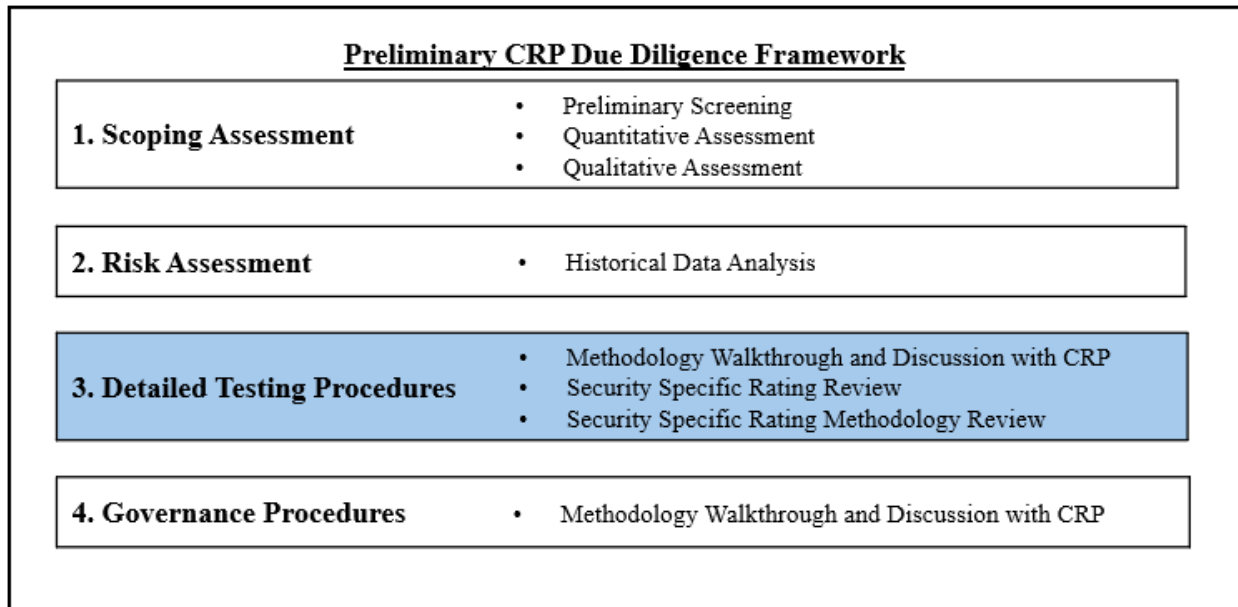 Preliminary CRP Due Diligence Framework
1. Scoping Assessment
• Preliminary Screening
• Quantitative Assessment
• Qualitative Assessment
2. Risk Assessment
• Historical Data Analysis
3. Detailed Testing Procedures
• Methodology Walkthrough and Discussion with CRP
• Security Specific Rating Review
• Security Specific Rating Methodology Review
4. Governance Procedures
• Methodology Walkthrough and Discussion with CRP